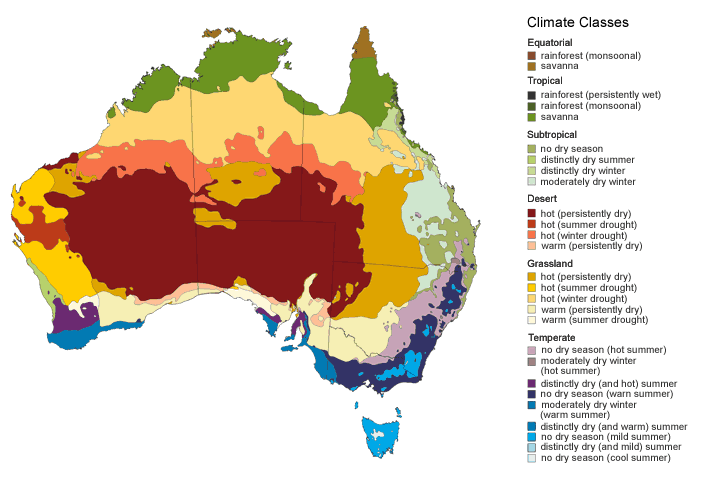 Climate Classes
Equatorial
rainforest (monsoonal)
savanna
Tropical
rainforest (persistently wet)
rainforest (monsoonal)
savanna
Subtropical
no dry season
distinctly dry summer
distinctly dry winter
moderately dry winter
Desert
hot (persistently dry)
hot (summer drought)
hot (winter drought)
warm (persistently dry)
Grassland
hot (persistently dry)
hot (summer drought)
hot (winter drought)
warm (persistently dry)
warm (summer drought)
Temperate
no dry season (hot summer)
moderately dry winter
(hot summer)
distinctly dry (and hot) summer
no dry season (warm summer)
moderately dry winter
(warm summer)
distinctly dry (and warm) summer
no dry season (mild summer)
distinctly dry (and mild) summer
no dry season (cool summer)